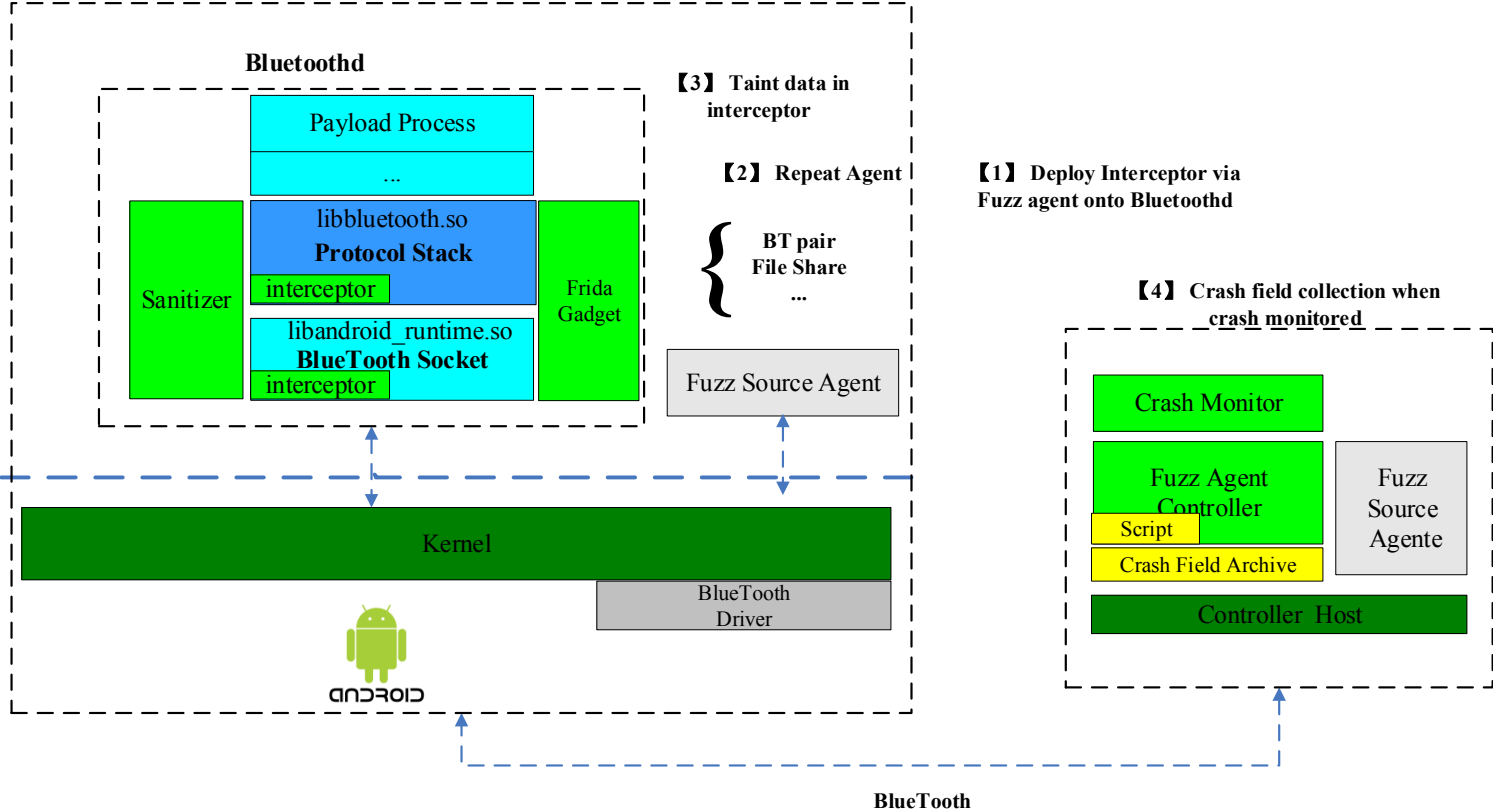 Bluetoothd
Payload Process
...
libbluetooth.so
Protocol Stack
interceptor
libandroid_runtime.so
BlueTooth Socket
interceptor
Sanitizer
Frida
Gadget
【3】 Taint data in
interceptor
【2】 Repeat Agent
BT pair
File Share
...
Fuzz Source Agent
Kernel
BlueTooth
Driver
ANDROID
【1】 Deploy Interceptor via
Fuzz agent onto Bluetoothd
【4】 Crash field collection when
crash monitored
Crash Monitor
Fuzz Agent
Controller
Script
Crash Field Archive
Fuzz
Source
Agente
Controller Host
BlueTooth